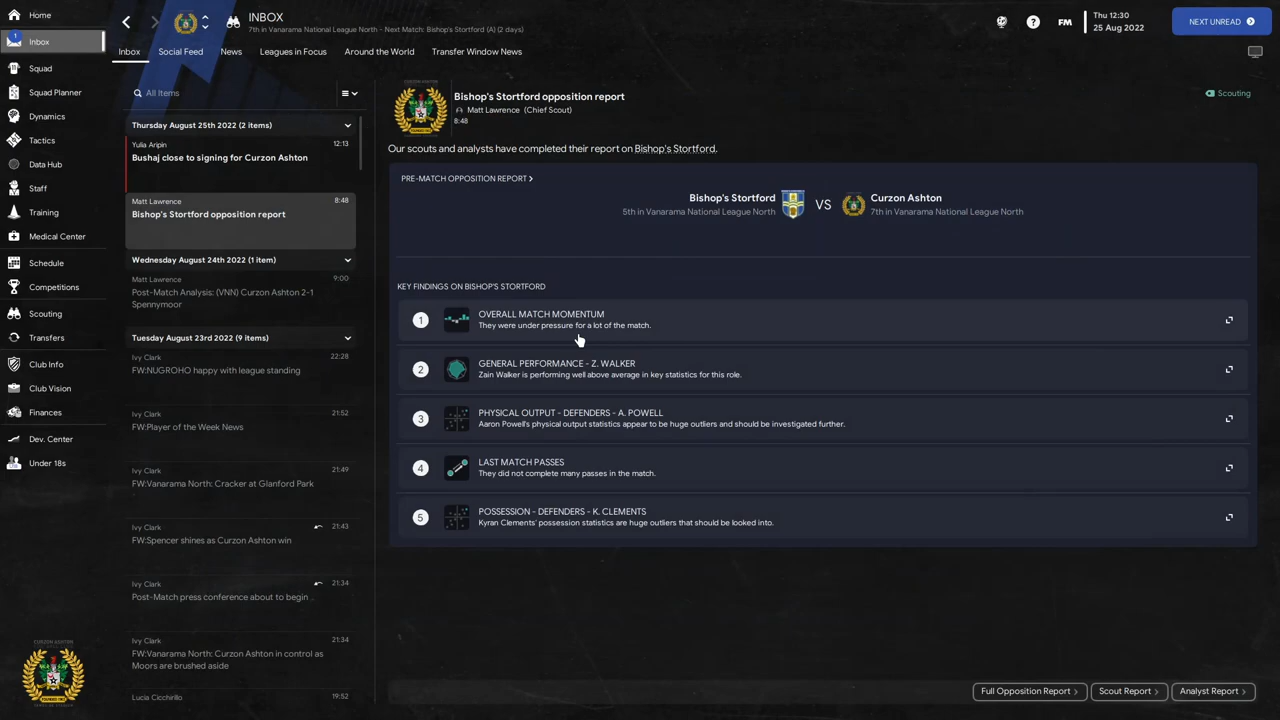 Home
1
Inbox
Squad
Squad Planner
Dynamics
Tactics
Data Hub
Staff
Training
Medical Center
Schedule
Competitions
Scouting
Transfers
Club Info
Club Vision
Finances
Dev. Center
Under 18s
INBOX
7th in Vanarama National League North - Next Match: Bishop's Stortford (A) (2 days)
FM
Thu 12:30
25 Aug 2022
NEXT UNREAD
Inbox
Social Feed
News
Leagues in Focus
Around the World
Transfer Window News
All Items
Thursday August 25th 2022 (2 items)
Yulia Aripin 12:13
Bushaj close to signing for Curzon Ashton
Matt Lawrence 8:48
Bishop's Stortford opposition report
Wednesday August 24th 2022 (1 item)
Matt Lawrence 9:00
Post-Match Analysis: (VNN) Curzon Ashton 2-1
Spennymoor
Tuesday August 23rd 2022 (9 items)
Ivy Clark 22:28
FW:NUGROHO happy with league standing
Ivy Clark 21:52
FW:Player of the Week News
Ivy Clark 21:49
FW:Vanarama North: Cracker at Glanford Park
Ivy Clark 21:43
FW:Spencer shines as Curzon Ashton win
Ivy Clark 21:34
Post-Match press conference about to begin
Ivy Clark 21:34
FW:Vanarama North: Curzon Ashton in control as
Moors are brushed aside
Lucia Cicchirillo 19:52
Bishop's Stortford opposition report
Matt Lawrence (Chief Scout)
8:48
Scouting
Our scouts and analysts have completed their report on Bishop's Stortford.
PRE-MATCH OPPOSITION REPORT >
Bishop's Stortford
5th in Vanarama National League North
VS
Curzon Ashton
7th in Vanarama National League North
KEY FINDINGS ON BISHOP'S STORTFORD
1
OVERALL MATCH MOMENTUM
They were under pressure for a lot of the match.
2
GENERAL PERFORMANCE - Z. WALKER
Zain Walker is performing well above average in key statistics for this role.
3
PHYSICAL OUTPUT - DEFENDERS - A. POWELL
Aaron Powell's physical output statistics appear to be huge outliers and should be investigated further.
4
LAST MATCH PASSES
They did not complete many passes in the match.
5
POSSESSION - DEFENDERS - K. CLEMENTS
Kyran Clements' possession statistics are huge outliers that should be looked into.
Full Opposition Report >
Scout Report >
Analyst Report >
CURZON ASHTON